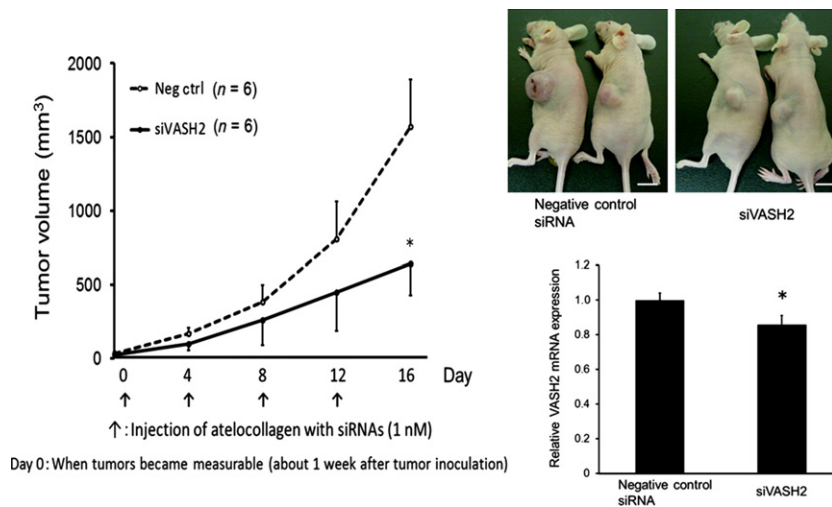 Tumor volume (mm³)
2000
1500
1000
500
0
Neg ctrl (n = 6)
siVASH2 (n = 6)
*
0 4 8 12 16 Day
↑ ↑ ↑ ↑
↑ : Injection of atelocollagen with siRNAs (1 nM)
Day 0: When tumors became measurable (about 1 week after tumor inoculation)
Negative control
siRNA
siVASH2
Relative VASH2 mRNA expression
1.2
1.0
0.8
0.6
0.4
0.2
0
*
Negative control
siRNA
siVASH2